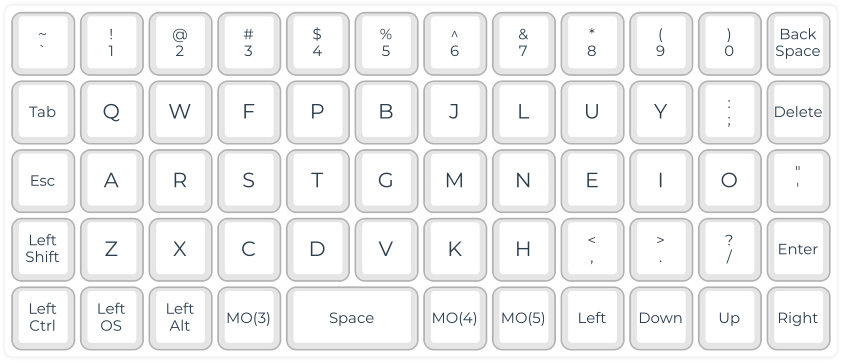 ~ ! @ # $ % ^ & * ( ) Back
` 1 2 3 4 5 6 7 8 9 0 Space
Tab Q W F P B J L U Y : Delete
;
Esc A R S T G M N E I O "
'
Left Z X C D V K H < > ? Enter
Shift , . /
Left Left Left MO(3) Space MO(4) MO(5) Left Down Up Right
Ctrl OS Alt